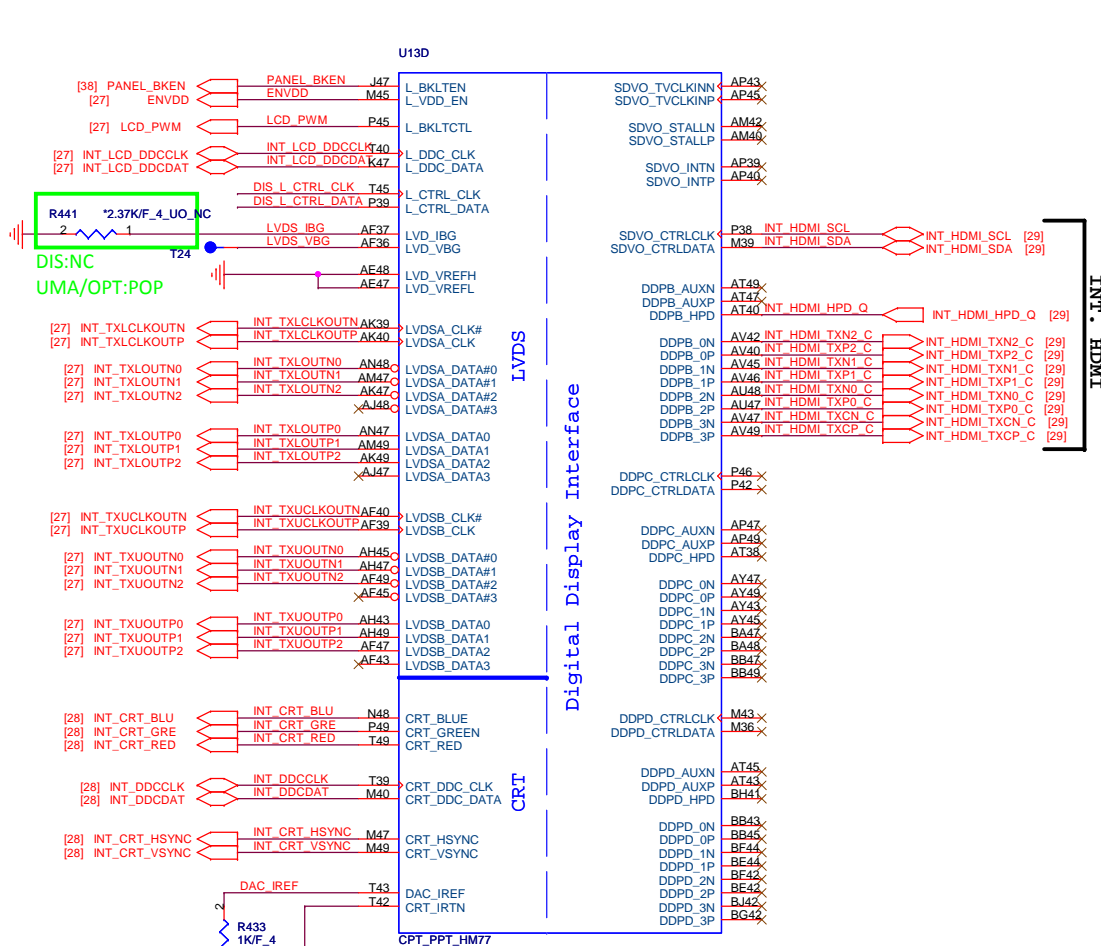 U13D
[38] PANEL_BKEN PANEL_BKEN J47 L_BKLTEN
[27] ENVDD ENVDD M45 L_VDD_EN
[27] LCD_PWM LCD_PWM P45 L_BKLTCTL
[27] INT_LCD_DDCCLK INT_LCD_DDCCLK T40 L_DDC_CLK
[27] INT_LCD_DDCDAT INT_LCD_DDCDAT K47 L_DDC_DATA
DIS_L_CTRL_CLK T45 L_CTRL_CLK
DIS_L_CTRL_DATA P39 L_CTRL_DATA
R441 *2.37K/F_4_UO_NC
2 1 LVDS_IBG AF37 LVD_IBG
T24 LVDS_VBG AF36 LVD_VBG
DIS:NC
UMA/OPT:POP
AE48 LVD_VREFH
AE47 LVD_VREFL
[27] INT_TXLCLKOUTN INT_TXLCLKOUTN AK39 LVDSA_CLK#
[27] INT_TXLCLKOUTP INT_TXLCLKOUTP AK40 LVDSA_CLK
[27] INT_TXLOUTN0 INT_TXLOUTN0 AN48 LVDSA_DATA#0
[27] INT_TXLOUTN1 INT_TXLOUTN1 AM47 LVDSA_DATA#1
[27] INT_TXLOUTN2 INT_TXLOUTN2 AK47 LVDSA_DATA#2
AJ48 LVDSA_DATA#3
[27] INT_TXLOUTP0 INT_TXLOUTP0 AN47 LVDSA_DATA0
[27] INT_TXLOUTP1 INT_TXLOUTP1 AM49 LVDSA_DATA1
[27] INT_TXLOUTP2 INT_TXLOUTP2 AK49 LVDSA_DATA2
AJ47 LVDSA_DATA3
[27] INT_TXUCLKOUTN INT_TXUCLKOUTN AF40 LVDSB_CLK#
[27] INT_TXUCLKOUTP INT_TXUCLKOUTP AF39 LVDSB_CLK
[27] INT_TXUOUTN0 INT_TXUOUTN0 AH45 LVDSB_DATA#0
[27] INT_TXUOUTN1 INT_TXUOUTN1 AH47 LVDSB_DATA#1
[27] INT_TXUOUTN2 INT_TXUOUTN2 AF49 LVDSB_DATA#2
AF45 LVDSB_DATA#3
[27] INT_TXUOUTP0 INT_TXUOUTP0 AH43 LVDSB_DATA0
[27] INT_TXUOUTP1 INT_TXUOUTP1 AH49 LVDSB_DATA1
[27] INT_TXUOUTP2 INT_TXUOUTP2 AF47 LVDSB_DATA2
AF43 LVDSB_DATA3
[28] INT_CRT_BLU INT_CRT_BLU N48 CRT_BLUE
[28] INT_CRT_GRE INT_CRT_GRE P49 CRT_GREEN
[28] INT_CRT_RED INT_CRT_RED T49 CRT_RED
[28] INT_DDCCLK INT_DDCCLK T39 CRT_DDC_CLK
[28] INT_DDCDAT INT_DDCDAT M40 CRT_DDC_DATA
[28] INT_CRT_HSYNC INT_CRT_HSYNC M47 CRT_HSYNC
[28] INT_CRT_VSYNC INT_CRT_VSYNC M49 CRT_VSYNC
DAC_IREF T43 DAC_IREF
T42 CRT_IRTN
2
R433
1K/F_4
CPT_PPT_HM77
LVDS
CRT
Digital Display Interface
SDVO_TVCLKINN AP43
SDVO_TVCLKINP AP45
SDVO_STALLN AM42
SDVO_STALLP AM40
SDVO_INTN AP39
SDVO_INTP AP40
SDVO_CTRLCLK P38 INT_HDMI_SCL INT_HDMI_SCL [29]
SDVO_CTRLDATA M39 INT_HDMI_SDA INT_HDMI_SDA [29]
DDPB_AUXN AT49
DDPB_AUXP AT47
DDPB_HPD AT40 INT_HDMI_HPD_Q INT_HDMI_HPD_Q [29]
DDPB_0N AV42 INT_HDMI_TXN2_C INT_HDMI_TXN2_C [29]
DDPB_0P AV40 INT_HDMI_TXP2_C INT_HDMI_TXP2_C [29]
DDPB_1N AV45 INT_HDMI_TXN1_C INT_HDMI_TXN1_C [29]
DDPB_1P AV46 INT_HDMI_TXP1_C INT_HDMI_TXP1_C [29]
DDPB_2N AU48 INT_HDMI_TXN0_C INT_HDMI_TXN0_C [29]
DDPB_2P AU47 INT_HDMI_TXP0_C INT_HDMI_TXP0_C [29]
DDPB_3N AV47 INT_HDMI_TXCN_C INT_HDMI_TXCN_C [29]
DDPB_3P AV49 INT_HDMI_TXCP_C INT_HDMI_TXCP_C [29]
INT. HDMI
DDPC_CTRLCLK P46
DDPC_CTRLDATA P42
DDPC_AUXN AP47
DDPC_AUXP AP49
DDPC_HPD AT38
DDPC_0N AY47
DDPC_0P AY49
DDPC_1N AY43
DDPC_1P AY45
DDPC_2N BA47
DDPC_2P BA48
DDPC_3N BB47
DDPC_3P BB49
DDPD_CTRLCLK M43
DDPD_CTRLDATA M36
DDPD_AUXN AT45
DDPD_AUXP AT43
DDPD_HPD BH41
DDPD_0N BB43
DDPD_0P BB45
DDPD_1N BF44
DDPD_1P BE44
DDPD_2N BF42
DDPD_2P BE42
DDPD_3N BJ42
DDPD_3P BG42